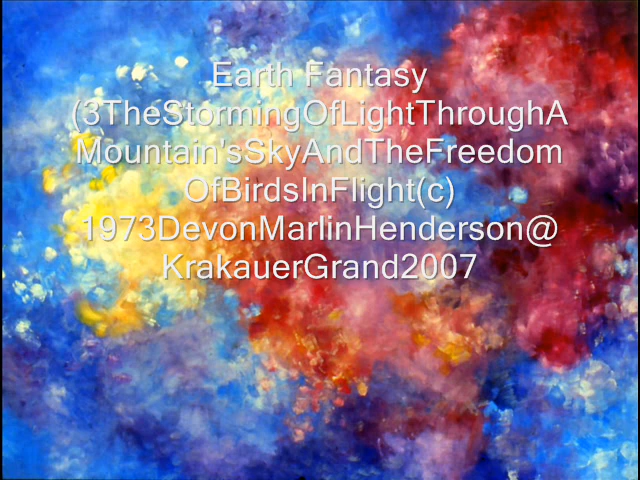 Earth Fantasy
(3TheStormingOfLightThroughA
Mountain'sSkyAndTheFreedom
OfBirdsInFlight(c)
1973DevonMarlinHenderson@
KrakauerGrand2007